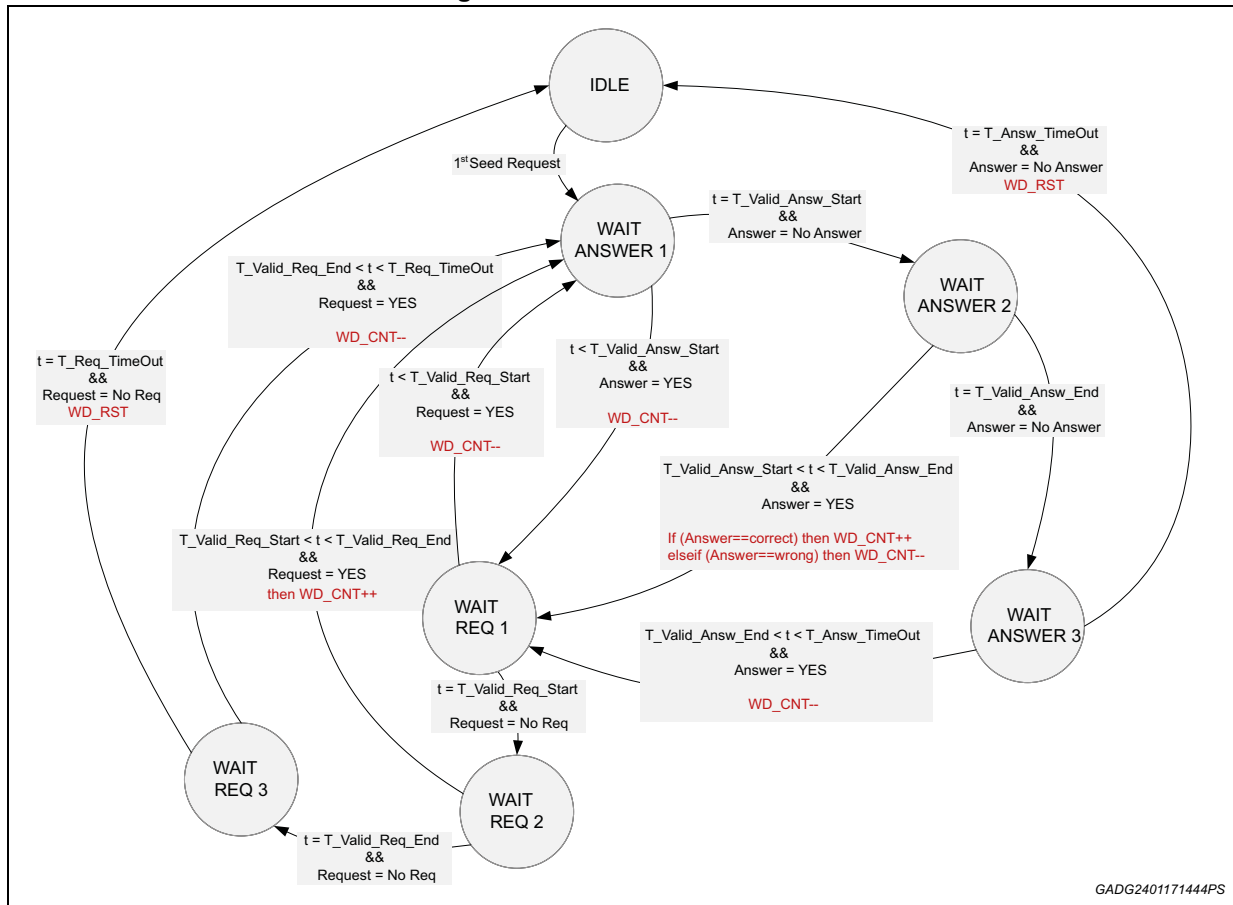 g
IDLE
t = T_Answ_TimeOut
&&
Answer = No Answer
WD_RST
1st Seed Request
WAIT
ANSWER 1
t = T_Valid_Answ_Start
&&
Answer = No Answer
T_Valid_Req_End < t < T_Req_TimeOut
&&
Request = YES
WD_CNT--
WAIT
ANSWER 2
t = T_Req_TimeOut
&&
Request = No Req
WD_RST
t < T_Valid_Req_Start
&&
Request = YES
WD_CNT--
t < T_Valid_Answ_Start
&&
Answer = YES
WD_CNT--
t = T_Valid_Answ_End
&&
Answer = No Answer
T_Valid_Answ_Start < t < T_Valid_Answ_End
&&
Answer = YES
If (Answer==correct) then WD_CNT++
elseif (Answer==wrong) then WD_CNT--
T_Valid_Req_Start < t < T_Valid_Req_End
&&
Request = YES
then WD_CNT++
WAIT
REQ 1
WAIT
ANSWER 3
T_Valid_Answ_End < t < T_Answ_TimeOut
&&
Answer = YES
WD_CNT--
t = T_Valid_Req_Start
&&
Request = No Req
WAIT
REQ 3
WAIT
REQ 2
t = T_Valid_Req_End
&&
Request = No Req
GADG2401171444PS